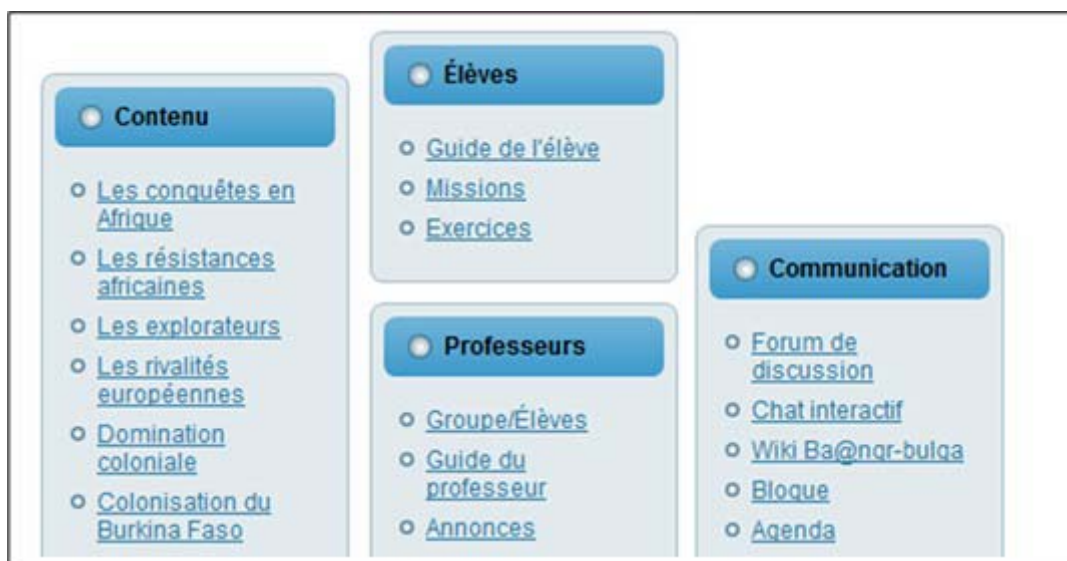 Contenu
Les conquêtes en
Afrique
Les résistances
africaines
Les explorateurs
Les rivalités
européennes
Domination
coloniale
Colonisation du
Burkina Faso
Élèves
Guide de l'élève
Missions
Exercices
Professeurs
Groupe/Élèves
Guide du
professeur
Annonces
Communication
Forum de
discussion
Chat interactif
Wiki Ba@ngr-bulga
Blogue
Agenda